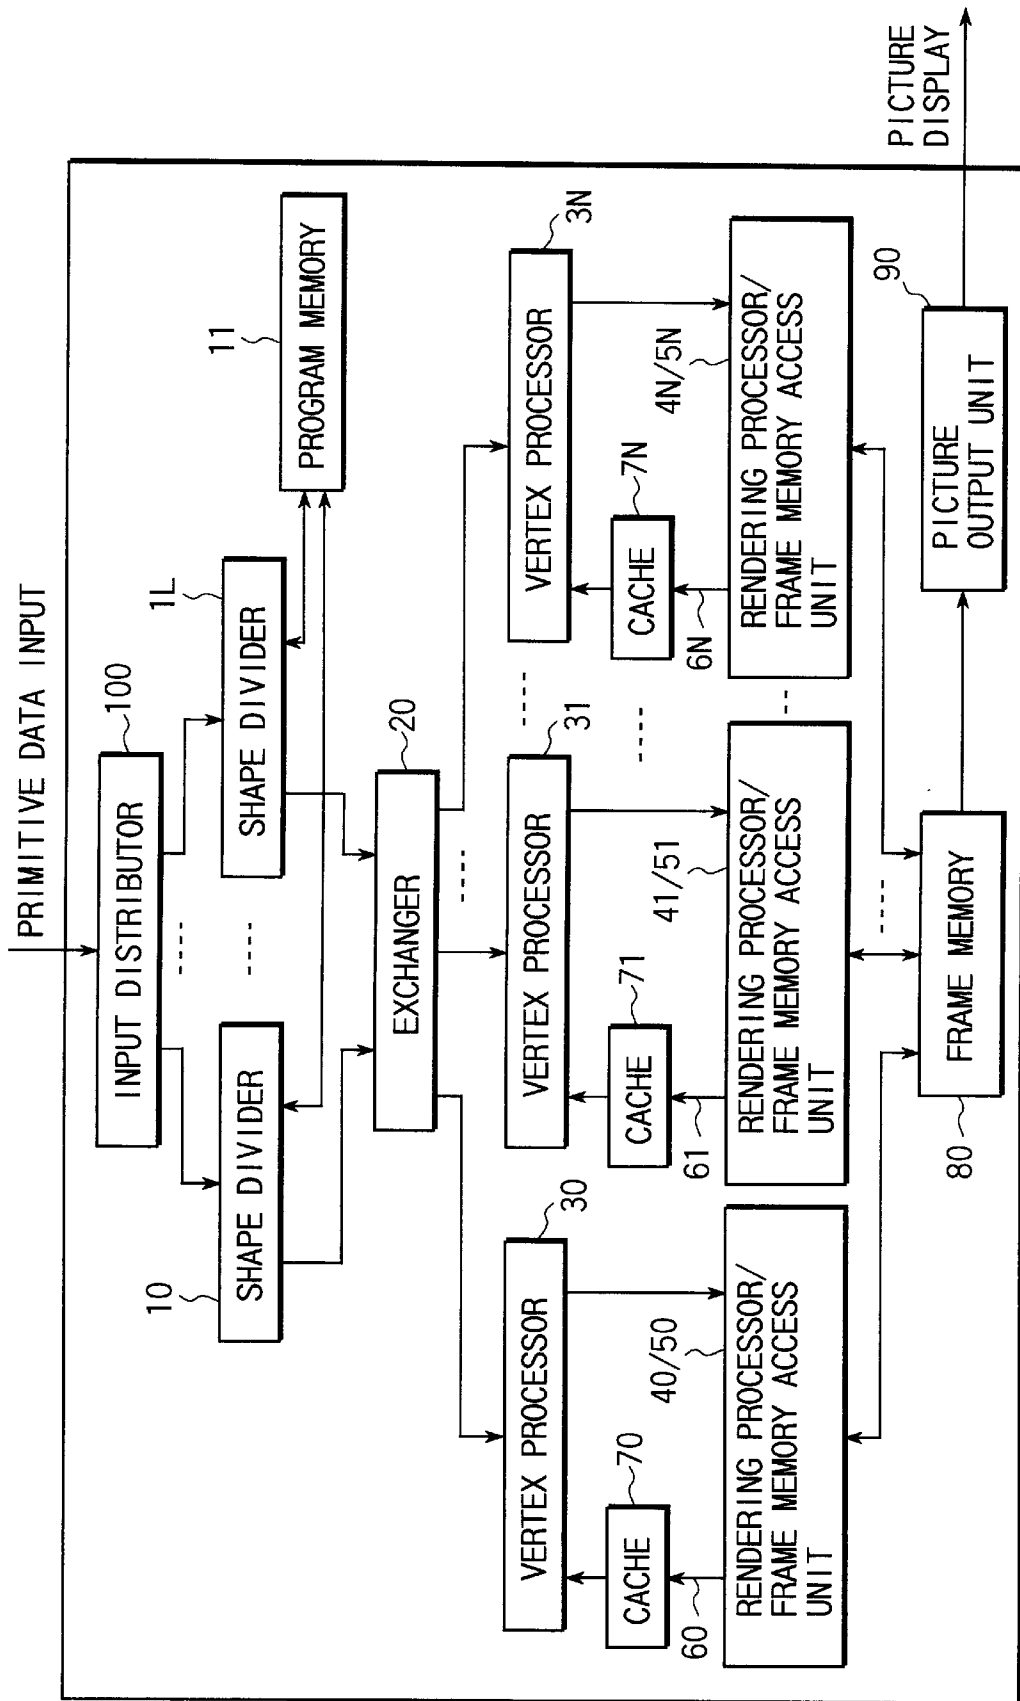 PRIMITIVE DATA INPUT
INPUT DISTRIBUTOR
100
10
SHAPE DIVIDER
SHAPE DIVIDER
1L
11
PROGRAM MEMORY
EXCHANGER
20
VERTEX PROCESSOR
30
VERTEX PROCESSOR
31
VERTEX PROCESSOR
3N
CACHE
70
CACHE
71
CACHE
7N
60
40/50
61
41/51
6N
4N/5N
RENDERING PROCESSOR/
FRAME MEMORY ACCESS
UNIT
RENDERING PROCESSOR/
FRAME MEMORY ACCESS
UNIT
RENDERING PROCESSOR/
FRAME MEMORY ACCESS
UNIT
80
FRAME MEMORY
90
PICTURE
OUTPUT UNIT
PICTURE
DISPLAY